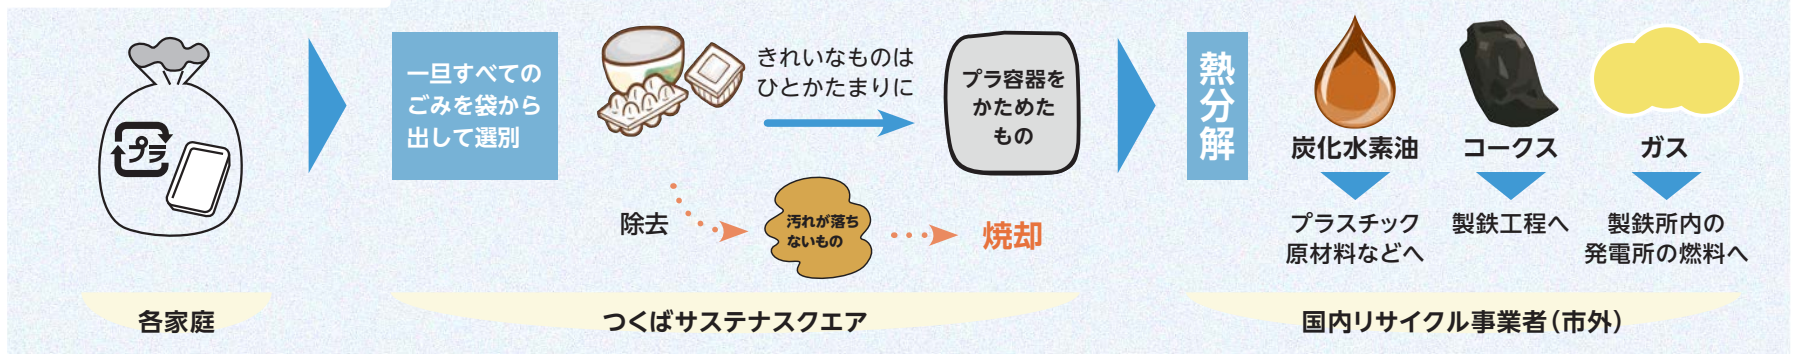 プラ
一旦すべての
ごみを袋から
出して選別
きれいなものは
ひとかたまりに
プラ容器を
かためた
もの
除去
汚れが落ち
ないもの
焼却
熱分解
炭化水素油
プラスチック
原材料などへ
コークス
製鉄工程へ
ガス
製鉄所内の
発電所の燃料へ
各家庭
つくばサステナスクエア
国内リサイクル事業者(市外)